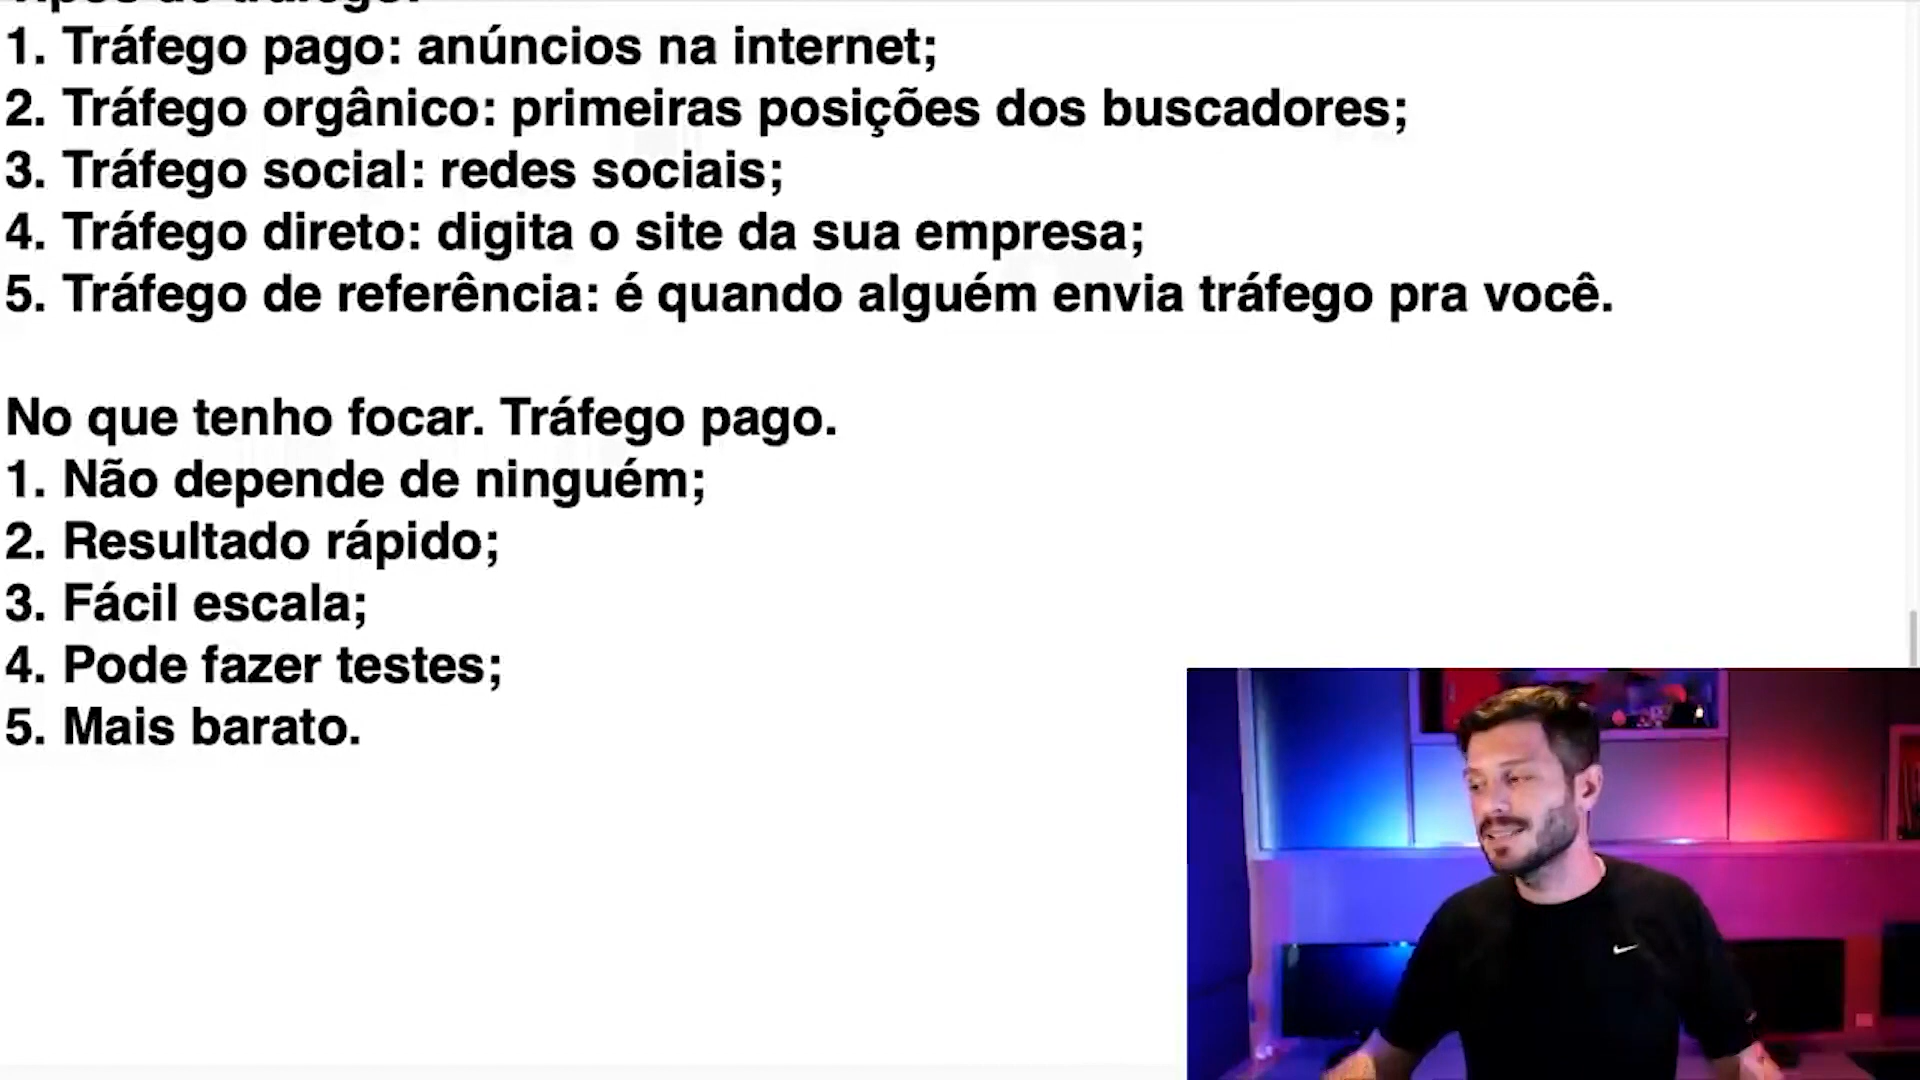 Tipos de tráfego:
1. Tráfego pago: anúncios na internet;
2. Tráfego orgânico: primeiras posições dos buscadores;
3. Tráfego social: redes sociais;
4. Tráfego direto: digita o site da sua empresa;
5. Tráfego de referência: é quando alguém envia tráfego pra você.
No que tenho focar. Tráfego pago.
1. Não depende de ninguém;
2. Resultado rápido;
3. Fácil escala;
4. Pode fazer testes;
5. Mais barato.